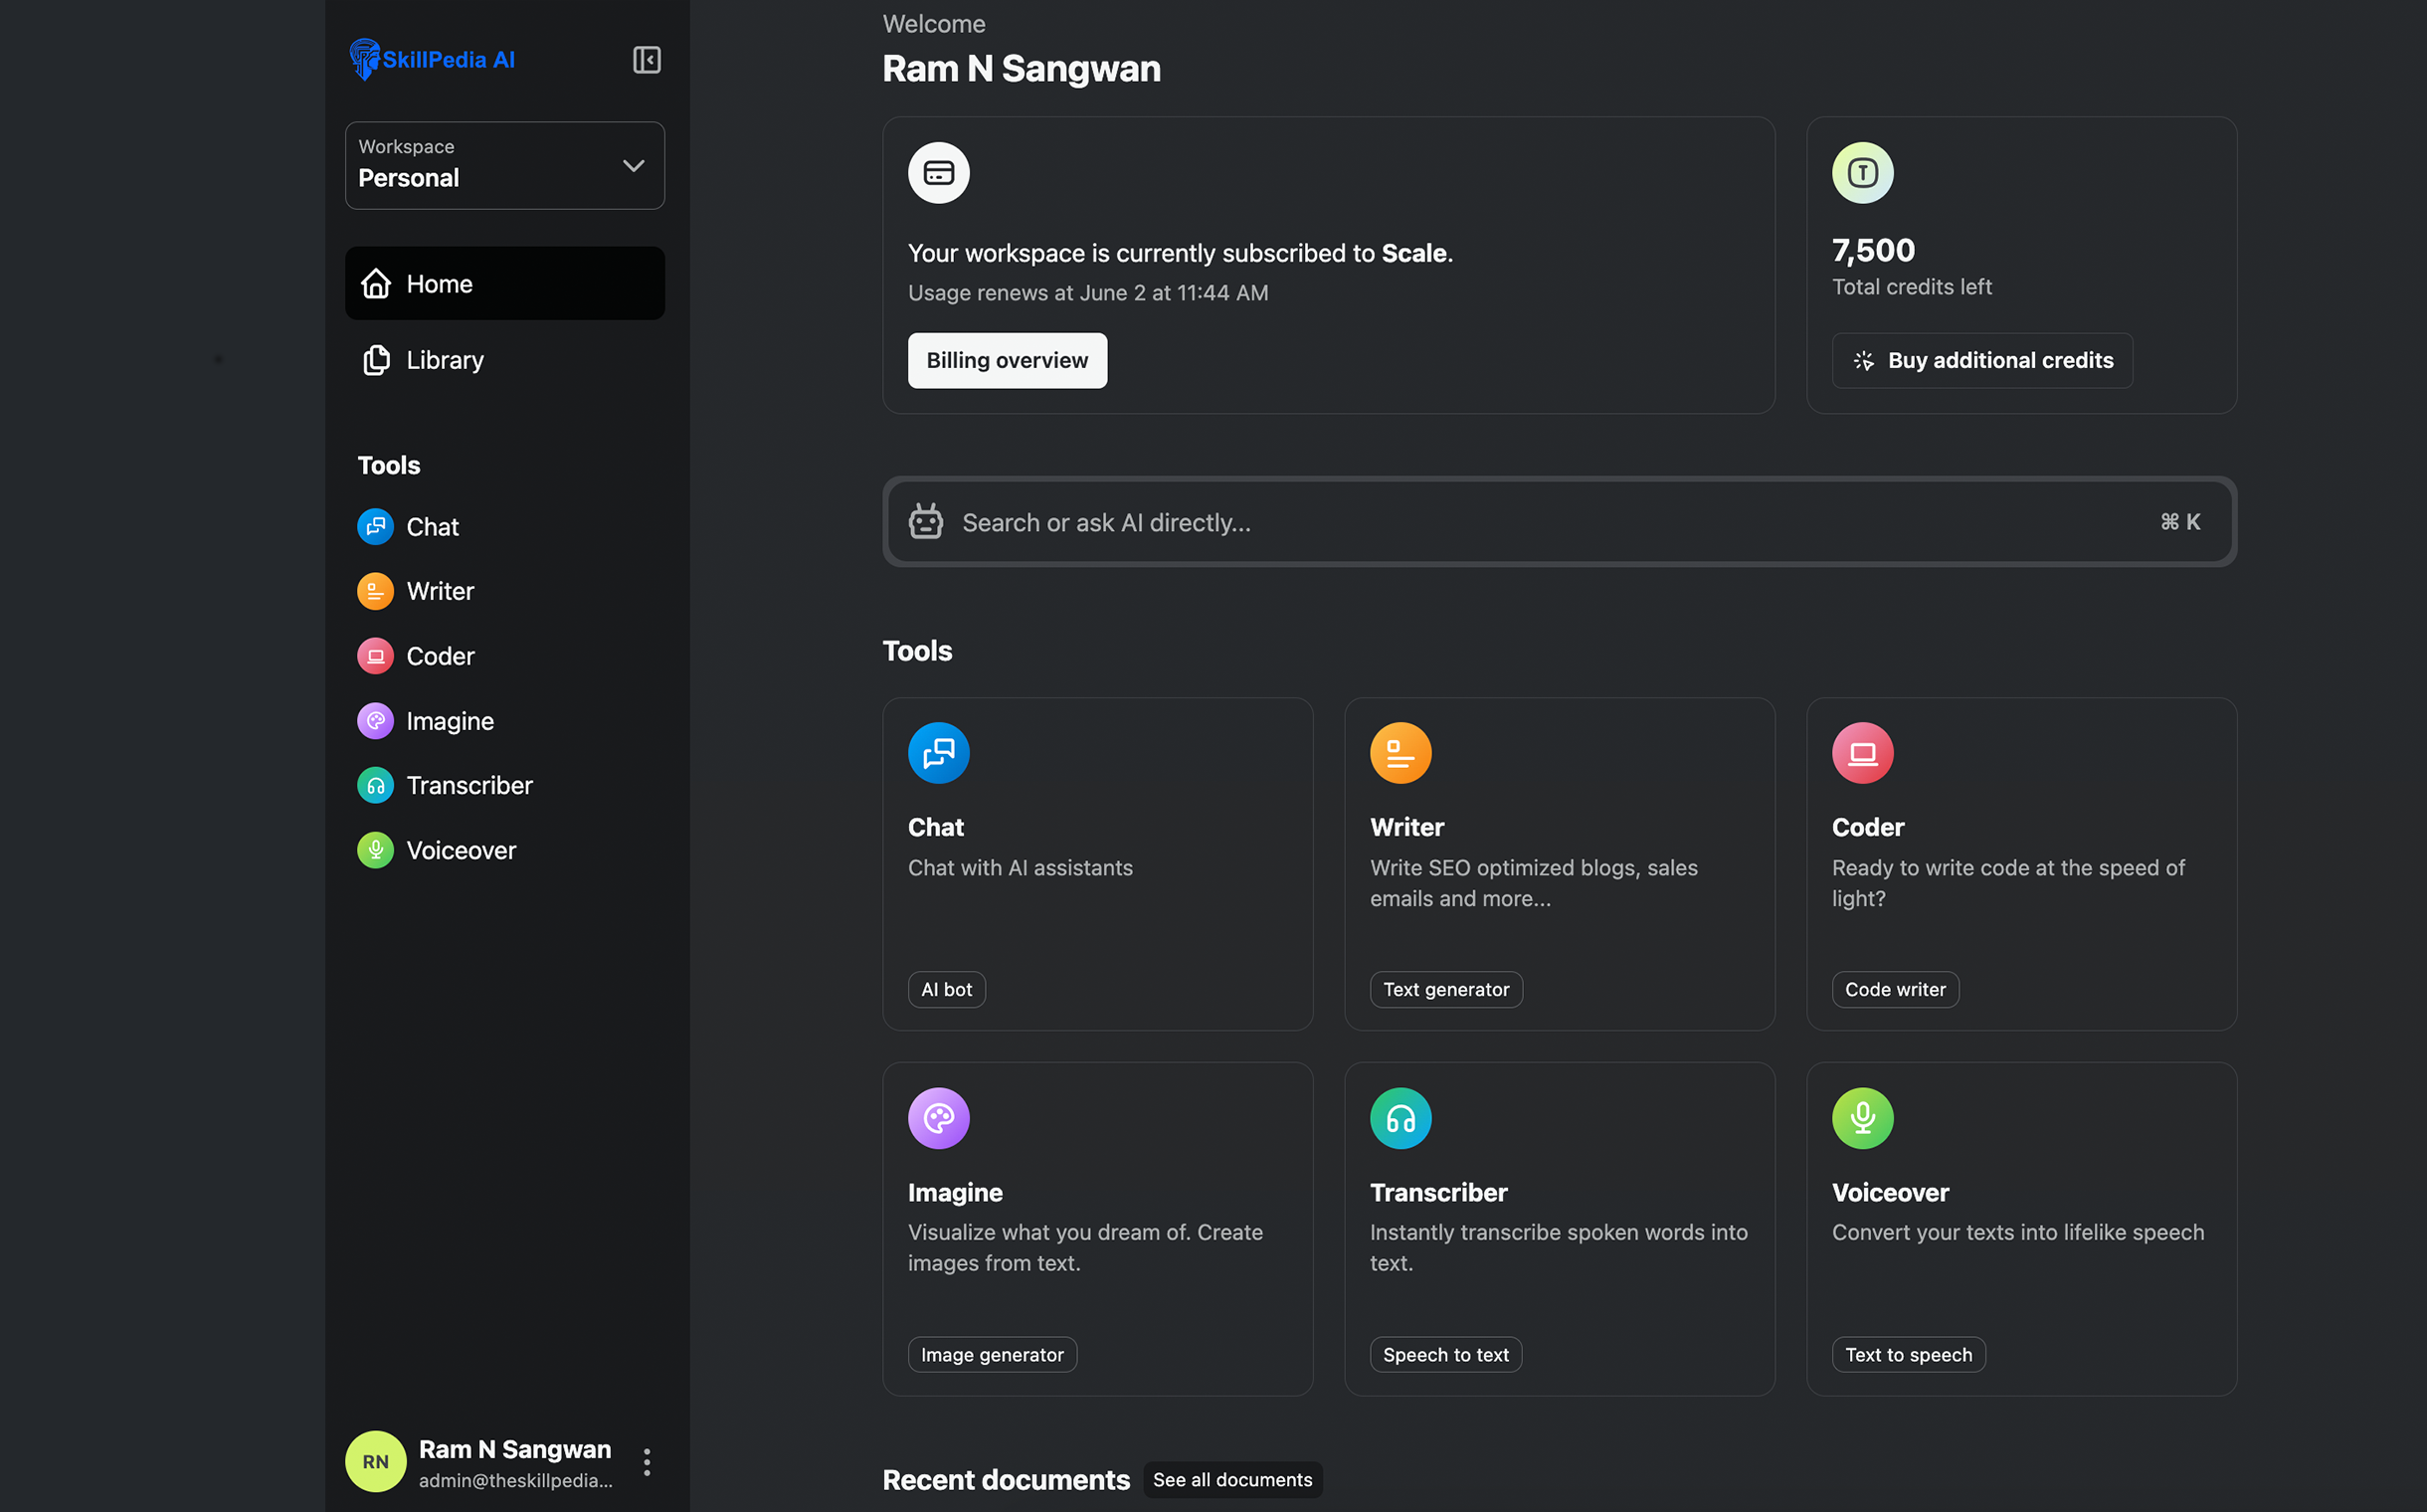 SkillPedia AI
Workspace
Personal
Home
Library
Tools
Chat
Writer
Coder
Imagine
Transcriber
Voiceover
RN
Ram N Sangwan
admin@theskillpedia...
Welcome
Ram N Sangwan
Your workspace is currently subscribed to Scale.
Usage renews at June 2 at 11:44 AM
Billing overview
T
7,500
Total credits left
Buy additional credits
Search or ask AI directly...
⌘ K
Tools
Chat
Chat with AI assistants
AI bot
Writer
Write SEO optimized blogs, sales
emails and more...
Text generator
Coder
Ready to write code at the speed of
light?
Code writer
Imagine
Visualize what you dream of. Create
images from text.
Image generator
Transcriber
Instantly transcribe spoken words into
text.
Speech to text
Voiceover
Convert your texts into lifelike speech
Text to speech
Recent documents
See all documents